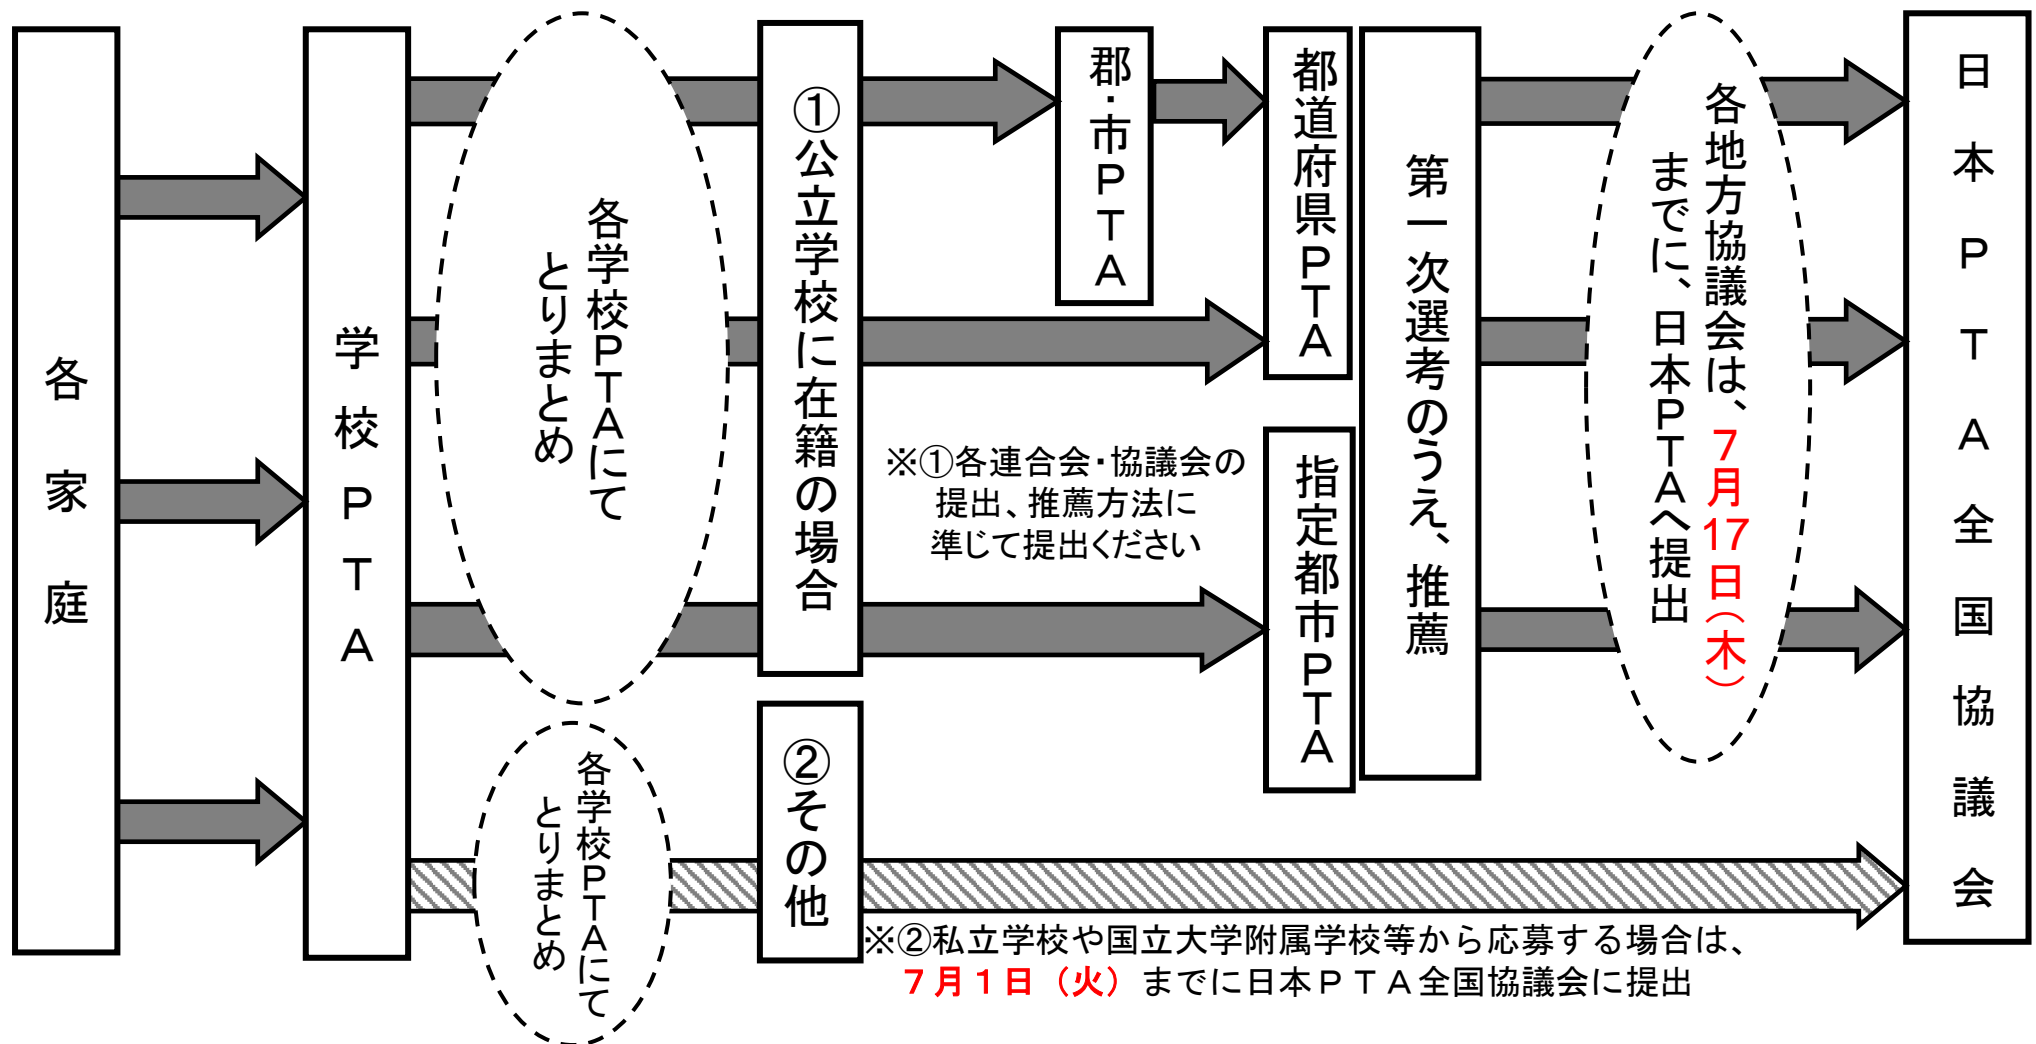 各家庭
学校ＰＴＡ
各学校ＰＴＡにて
とりまとめ
①公立学校に在籍の場合
郡・市ＰＴＡ
都道府県ＰＴＡ
※①各連合会・協議会の
提出、推薦方法に
準じて提出ください
指定都市ＰＴＡ
第一次選考のうえ、推薦
各地方協議会は、７月17日（木）
までに、日本ＰＴＡへ提出
日本ＰＴＡ全国協議会
各学校ＰＴＡにて
とりまとめ
②その他
※②私立学校や国立大学附属学校等から応募する場合は、
７月１日（火）までに日本ＰＴＡ全国協議会に提出